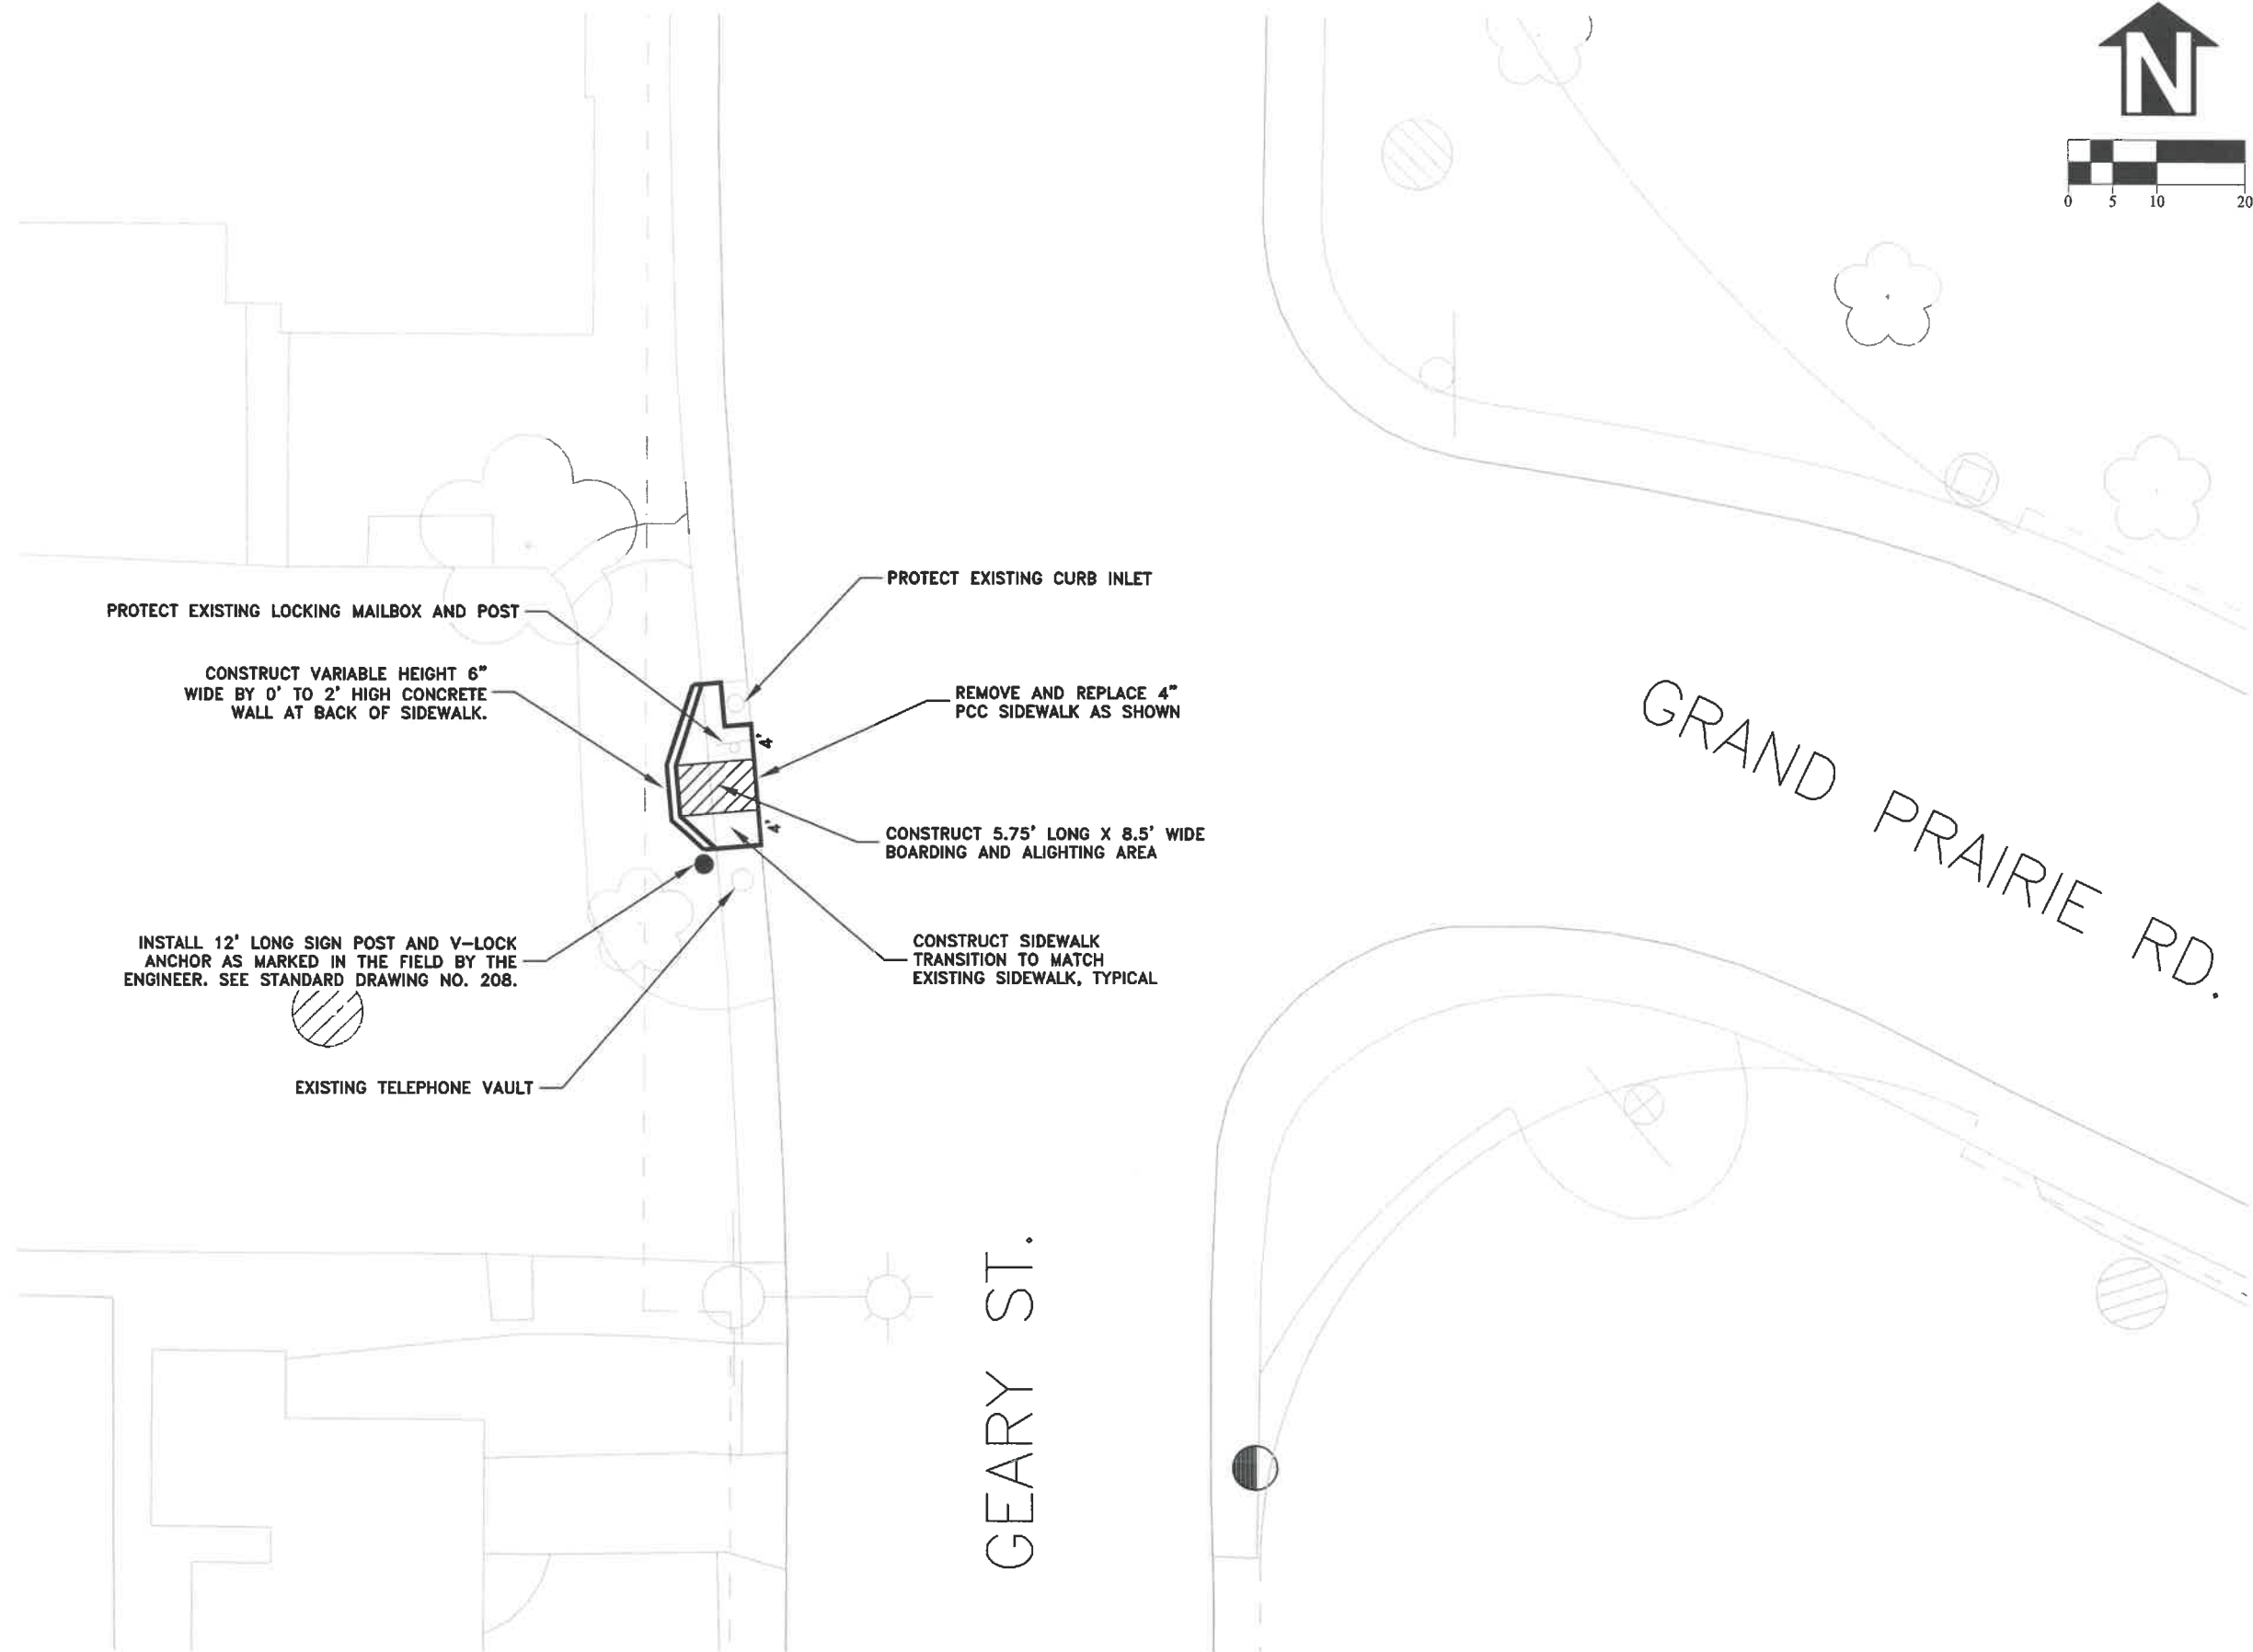 N
0 5 10 20
PROTECT EXISTING CURB INLET
PROTECT EXISTING LOCKING MAILBOX AND POST
CONSTRUCT VARIABLE HEIGHT 6"
WIDE BY 0' TO 2' HIGH CONCRETE
WALL AT BACK OF SIDEWALK.
REMOVE AND REPLACE 4"
PCC SIDEWALK AS SHOWN
4'
4'
CONSTRUCT 5.75' LONG X 8.5' WIDE
BOARDING AND ALIGHTING AREA
INSTALL 12' LONG SIGN POST AND V-LOCK
ANCHOR AS MARKED IN THE FIELD BY THE
ENGINEER. SEE STANDARD DRAWING NO. 208.
CONSTRUCT SIDEWALK
TRANSITION TO MATCH
EXISTING SIDEWALK, TYPICAL
EXISTING TELEPHONE VAULT
GRAND PRAIRIE RD.
GEARY ST.